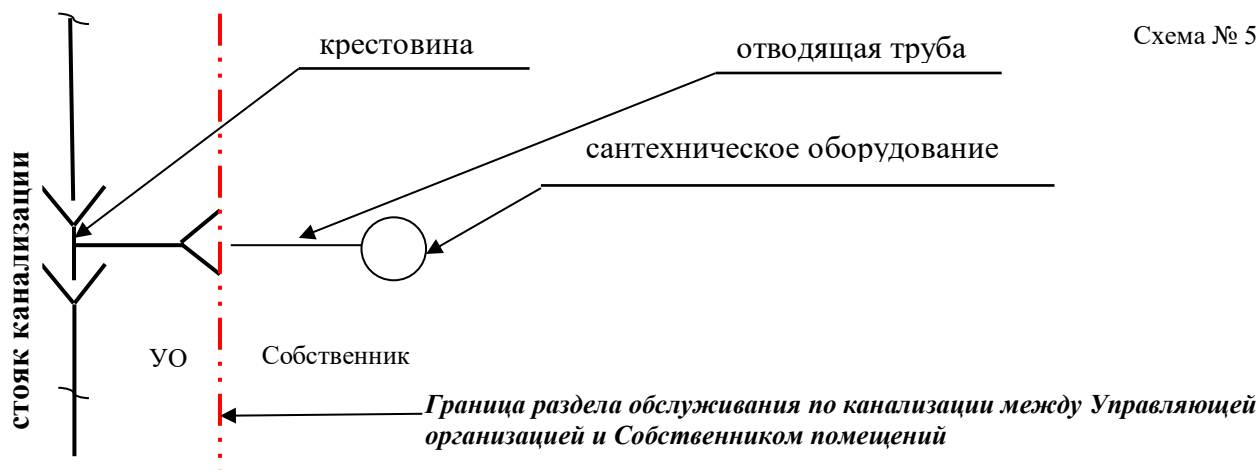 Схема № 5
крестовина
отводящая труба
сантехническое оборудование
стояк канализации
УО
Собственник
Граница раздела обслуживания по канализации между Управляющей
организацией и Собственником помещений